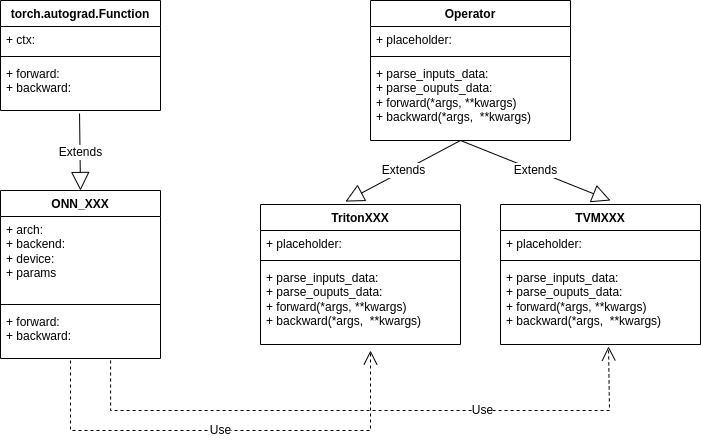 torch.autograd.Function
+ ctx:
+ forward:
+ backward:
Operator
+ placeholder:
+ parse_inputs_data:
+ parse_ouputs_data:
+ forward(*args, **kwargs)
+ backward(*args,  **kwargs)
Extends
Extends
Extends
ONN_XXX
+ arch:
+ backend:
+ device:
+ params
+ forward:
+ backward:
TritonXXX
+ placeholder:
+ parse_inputs_data:
+ parse_ouputs_data:
+ forward(*args, **kwargs)
+ backward(*args,  **kwargs)
TVMXXX
+ placeholder:
+ parse_inputs_data:
+ parse_ouputs_data:
+ forward(*args, **kwargs)
+ backward(*args,  **kwargs)
Use
Use